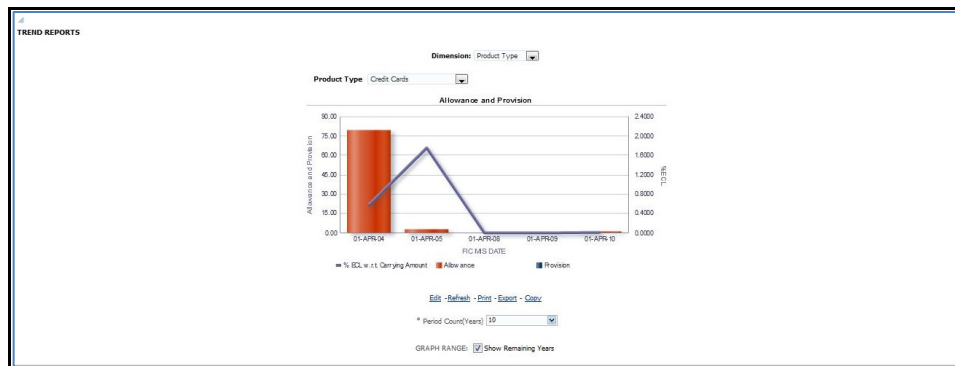 TREND REPORTS
Dimension: Product Type
Product Type Credit Cards
Allowance and Provision
90.00 2.4000
75.00 2.0000
60.00 1.6000
45.00 1.2000
30.00 0.8000
15.00 0.4000
0.00 0.0000
Allowance and Provision
%ECL
01-APR-04 01-APR-05 01-APR-08 01-APR-09 01-APR-10
FIC MIS DATE
% ECL w.r.t. Carrying Amount Allowance Provision
Edit - Refresh - Print - Export - Copy
* Period Count(Years) 10
GRAPH RANGE: Show Remaining Years